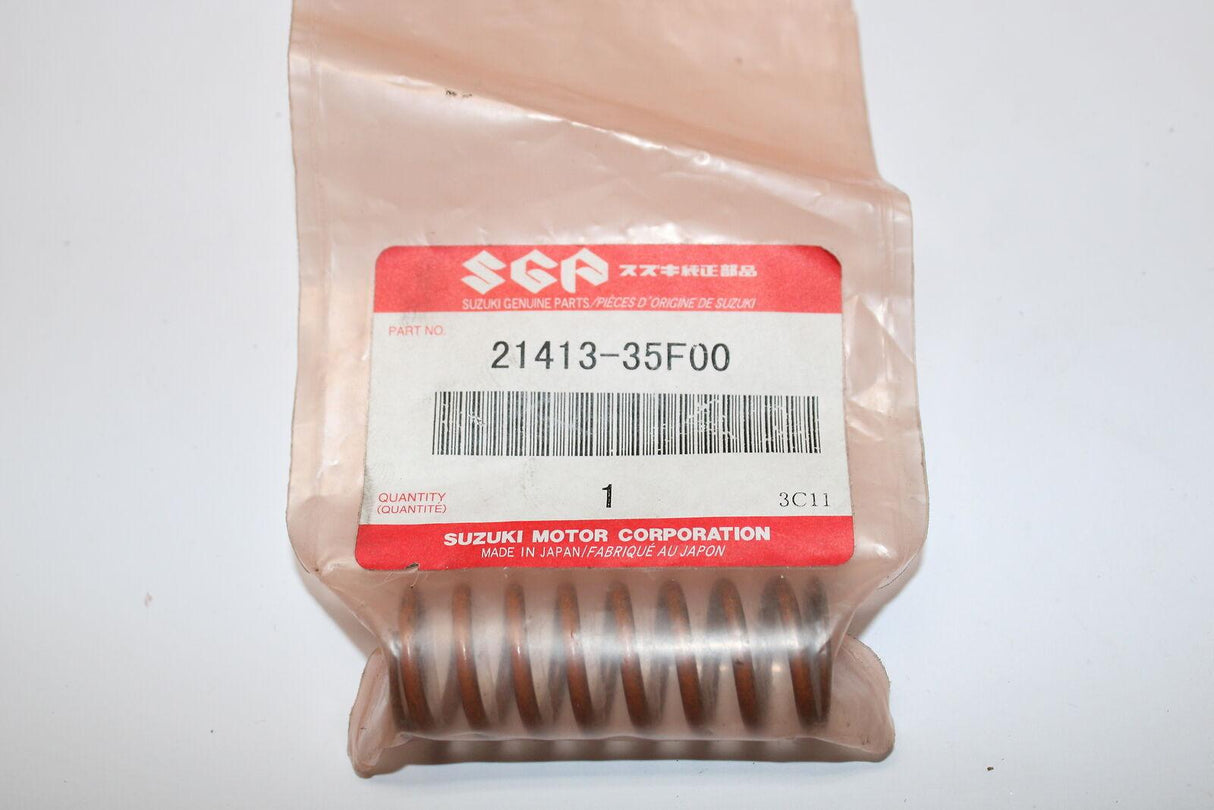 SGP スズキ純正部品
SUZUKI GENUINE PARTS/PIÈCES D'ORIGINE DE SUZUKI
PART NO.
21413-35F00
QUANTITY
(QUANTITÉ)
1
3C11
SUZUKI MOTOR CORPORATION
MADE IN JAPAN/FABRIQUÉ AU JAPON